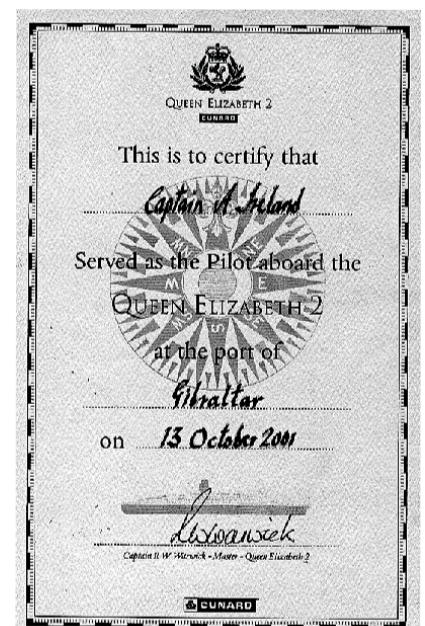 QUEEN ELIZABETH 2
CUNARD
This is to certify that
Captain A Ireland
Served as the Pilot aboard the
QUEEN ELIZABETH 2
at the port of
Gibraltar
on 13 October 2001
RWWarwick
Captain R W Warwick - Master - Queen Elizabeth 2
CUNARD